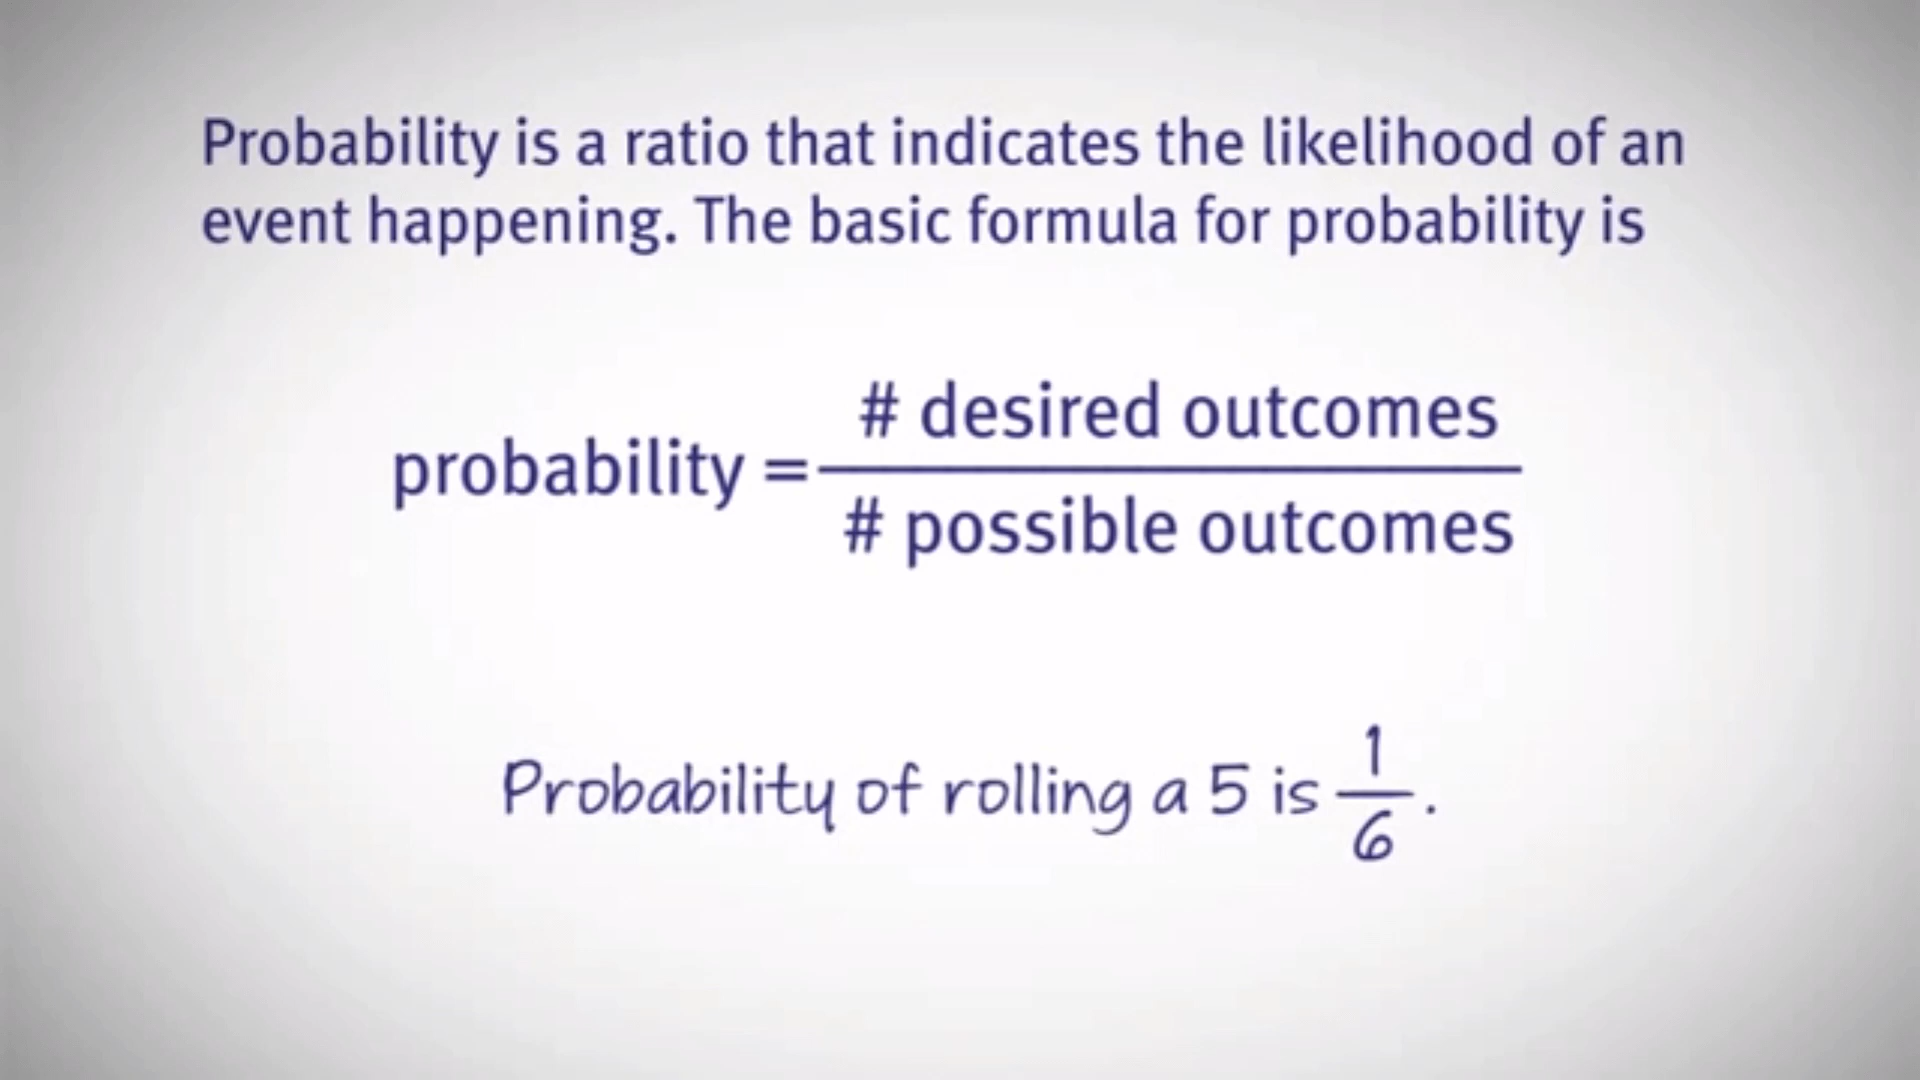 Probability is a ratio that indicates the likelihood of an
event happening. The basic formula for probability is
probability = # desired outcomes
# possible outcomes
Probability of rolling a 5 is 1/6.